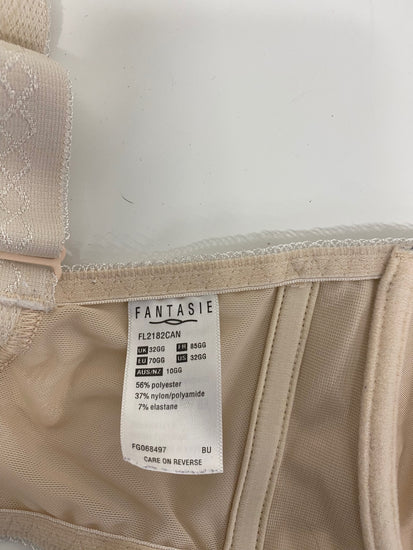 FANTASIE
FL2182CAN
UK 32GG FR 85GG
EU 70GG US 32GG
AUS/NZ 10GG
56% polyester
37% nylon/polyamide
7% elastane
FG068497 BU
CARE ON REVERSE